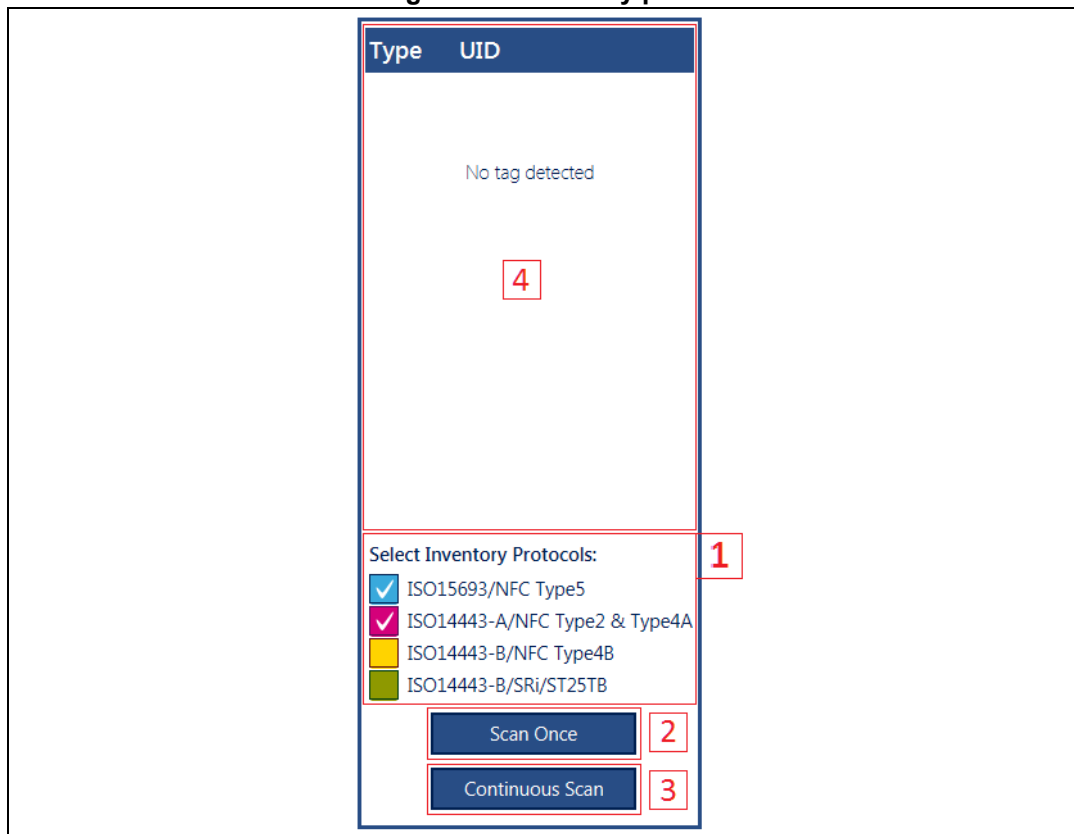 Type UID
No tag detected
4
Select Inventory Protocols:
1
ISO15693/NFC Type5
ISO14443-A/NFC Type2 & Type4A
ISO14443-B/NFC Type4B
ISO14443-B/SRi/ST25TB
Scan Once
2
Continuous Scan
3